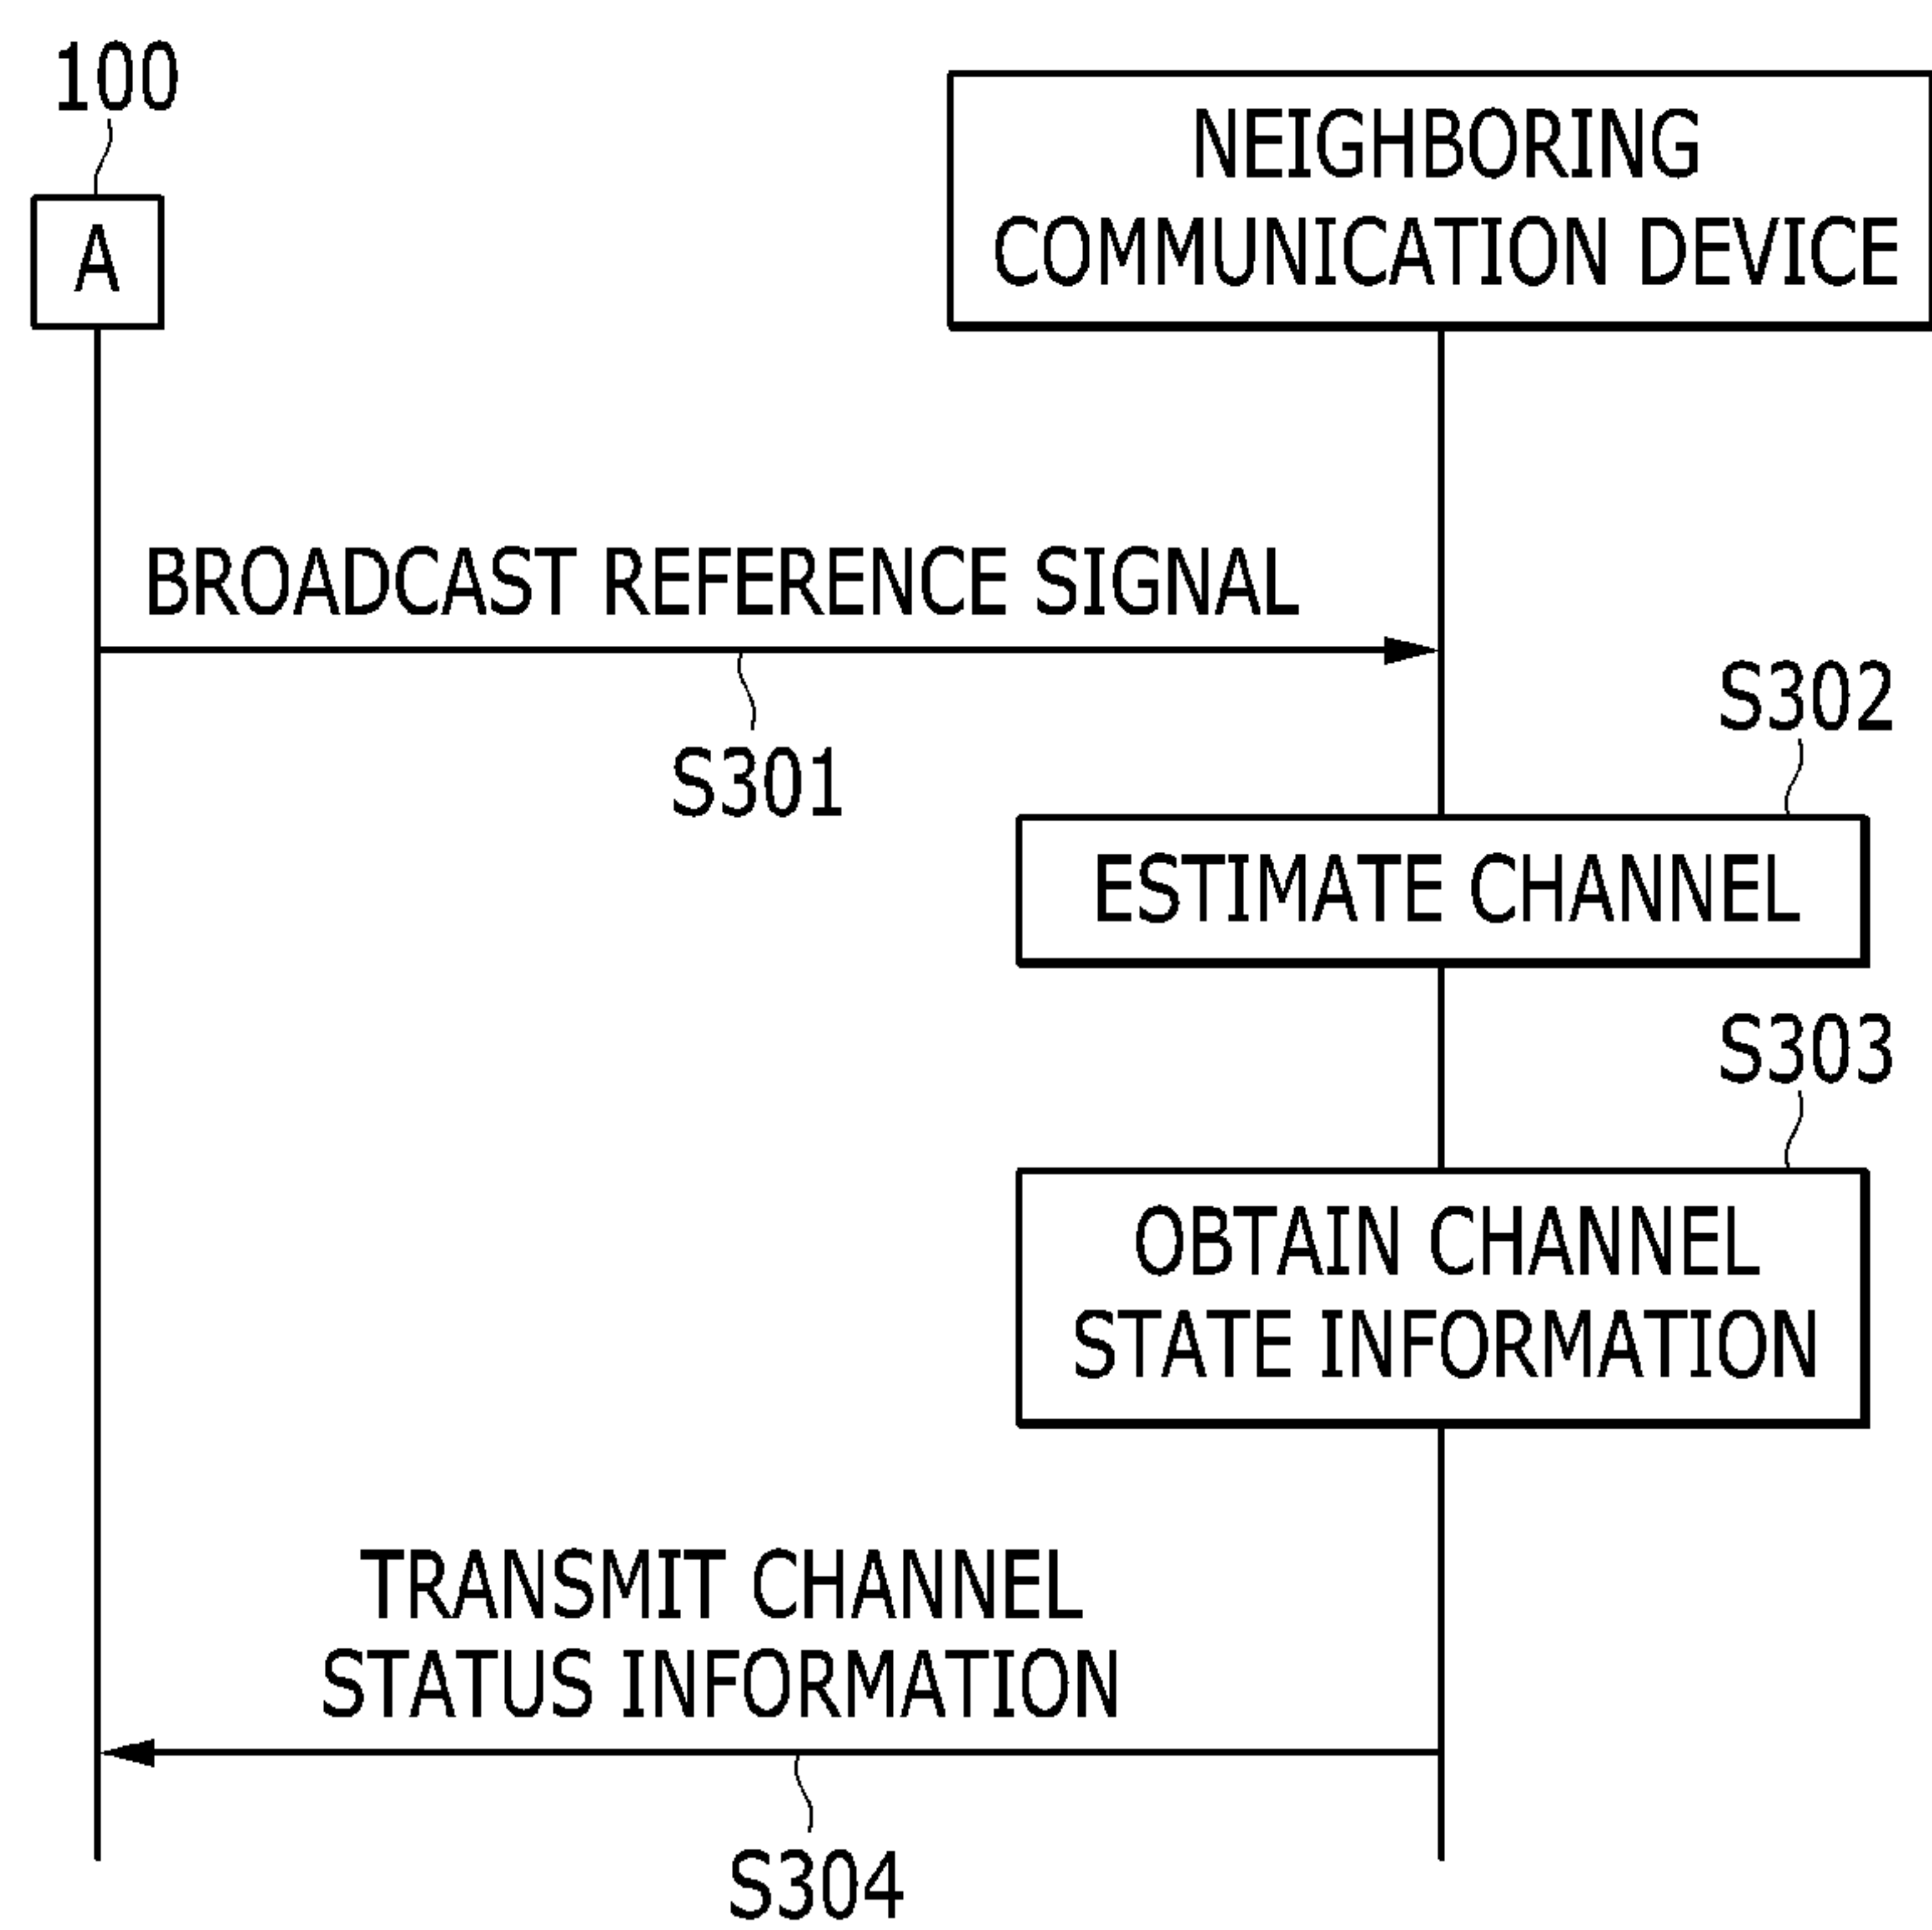 100
A
NEIGHBORING
COMMUNICATION DEVICE
BROADCAST REFERENCE SIGNAL
S301
S302
ESTIMATE CHANNEL
S303
OBTAIN CHANNEL
STATE INFORMATION
TRANSMIT CHANNEL
STATUS INFORMATION
S304